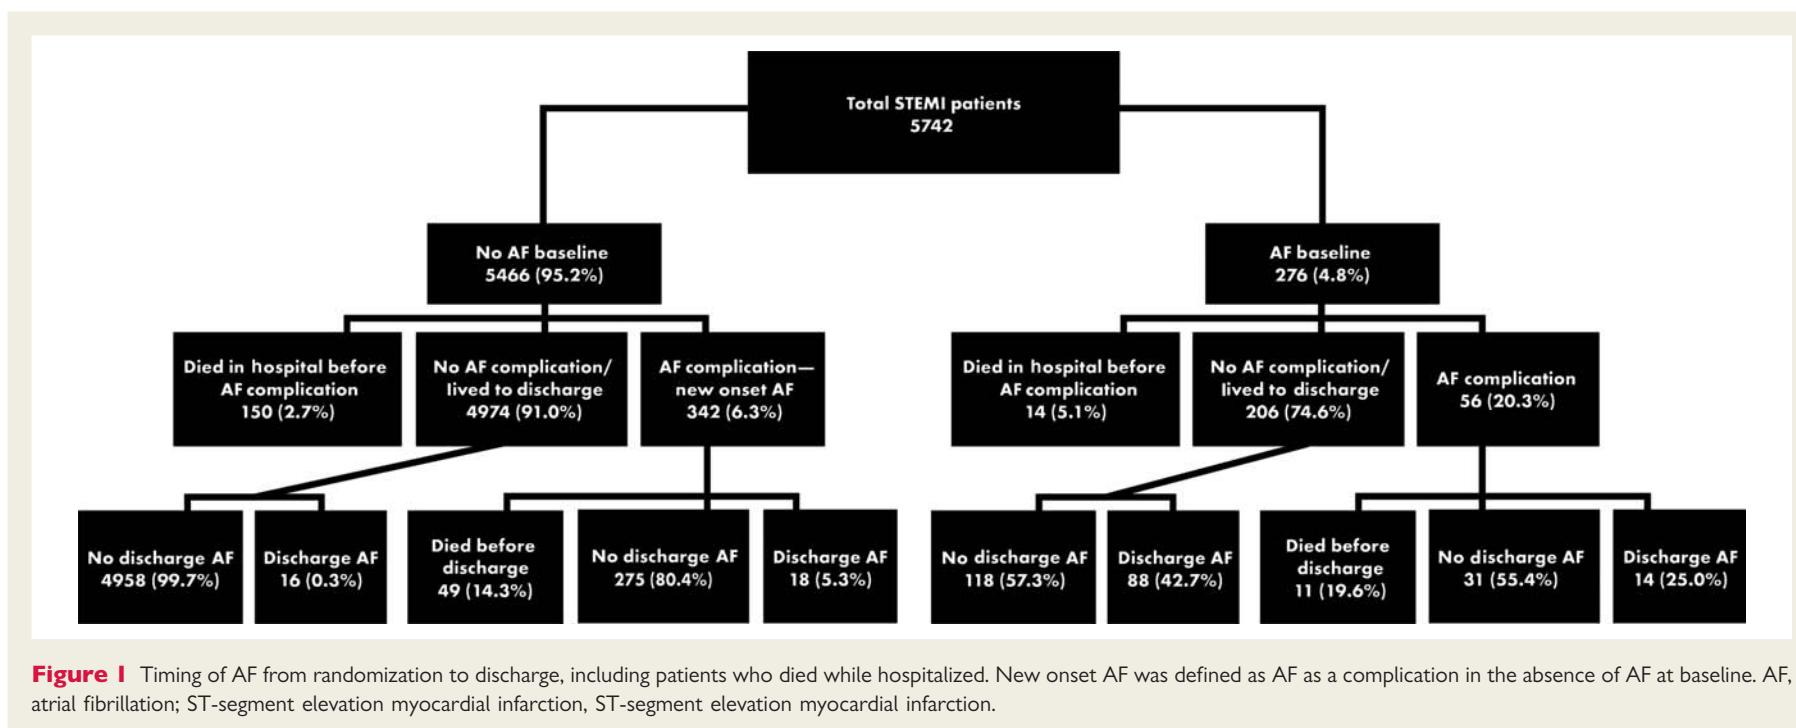 Total STEMI patients
5742
No AF baseline
5466 (95.2%)
AF baseline
276 (4.8%)
Died in hospital before
AF complication
150 (2.7%)
No AF complication/
lived to discharge
4974 (91.0%)
AF complication—
new onset AF
342 (6.3%)
Died in hospital before
AF complication
14 (5.1%)
No AF complication/
lived to discharge
206 (74.6%)
AF complication
56 (20.3%)
No discharge AF
4958 (99.7%)
Discharge AF
16 (0.3%)
Died before
discharge
49 (14.3%)
No discharge AF
275 (80.4%)
Discharge AF
18 (5.3%)
No discharge AF
118 (57.3%)
Discharge AF
88 (42.7%)
Died before
discharge
11 (19.6%)
No discharge AF
31 (55.4%)
Discharge AF
14 (25.0%)
Figure 1 Timing of AF from randomization to discharge, including patients who died while hospitalized. New onset AF was defined as AF as a complication in the absence of AF at baseline. AF,
atrial fibrillation; ST-segment elevation myocardial infarction, ST-segment elevation myocardial infarction.